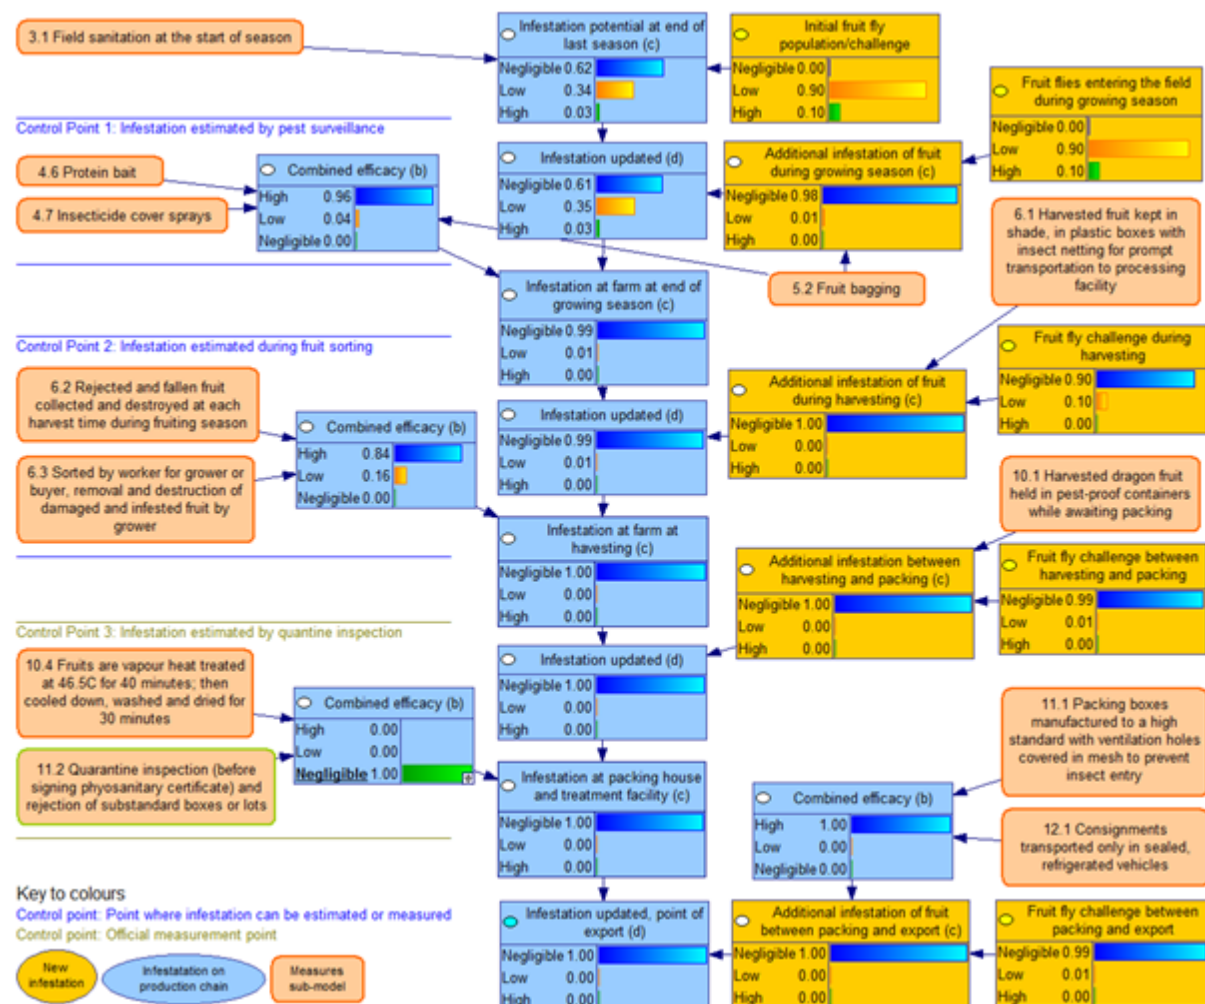 3.1 Field sanitation at the start of season
Infestation potential at end of
last season (c)
Negligible 0.62
Low 0.34
High 0.03
Initial fruit fly
population/challenge
Negligible 0.00
Low 0.90
High 0.10
Fruit flies entering the field
during growing season
Negligible 0.00
Low 0.90
High 0.10
Control Point 1: Infestation estimated by pest surveillance
4.6 Protein bait
4.7 Insecticide cover sprays
Combined efficacy (b)
High 0.96
Low 0.04
Negligible 0.00
Infestation updated (d)
Negligible 0.61
Low 0.35
High 0.03
Additional infestation of fruit
during growing season (c)
Negligible 0.98
Low 0.01
High 0.00
6.1 Harvested fruit kept in
shade, in plastic boxes with
insect netting for prompt
transportation to processing
facility
5.2 Fruit bagging
Infestation at farm at end of
growing season (c)
Negligible 0.99
Low 0.01
High 0.00
Control Point 2: Infestation estimated during fruit sorting
6.2 Rejected and fallen fruit
collected and destroyed at each
harvest time during fruiting season
6.3 Sorted by worker for grower or
buyer, removal and destruction of
damaged and infested fruit by
grower
Combined efficacy (b)
High 0.84
Low 0.16
Negligible 0.00
Infestation updated (d)
Negligible 0.99
Low 0.01
High 0.00
Additional infestation of fruit
during harvesting (c)
Negligible 1.00
Low 0.00
High 0.00
Fruit fly challenge during
harvesting
Negligible 0.90
Low 0.10
High 0.00
10.1 Harvested dragon fruit
held in pest-proof containers
while awaiting packing
Infestation at farm at
havesting (c)
Negligible 1.00
Low 0.00
High 0.00
Additional infestation between
harvesting and packing (c)
Negligible 1.00
Low 0.00
High 0.00
Fruit fly challenge between
harvesting and packing
Negligible 0.99
Low 0.01
High 0.00
Control Point 3: Infestation estimated by quantine inspection
10.4 Fruits are vapour heat treated
at 46.5C for 40 minutes; then
cooled down, washed and dried for
30 minutes
11.2 Quarantine inspection (before
signing phyosanitary certificate) and
rejection of substandard boxes or lots
Combined efficacy (b)
High 0.00
Low 0.00
Negligible 1.00
Infestation updated (d)
Negligible 1.00
Low 0.00
High 0.00
Infestation at packing house
and treatment facility (c)
Negligible 1.00
Low 0.00
High 0.00
11.1 Packing boxes
manufactured to a high
standard with ventilation holes
covered in mesh to prevent
insect entry
12.1 Consignments
transported only in sealed,
refrigerated vehicles
Combined efficacy (b)
High 1.00
Low 0.00
Negligible 0.00
Infestation updated, point of
export (d)
Negligible 1.00
Low 0.00
High 0.00
Additional infestation of fruit
between packing and export (c)
Negligible 1.00
Low 0.00
High 0.00
Fruit fly challenge between
packing and export
Negligible 0.99
Low 0.01
High 0.00
Key to colours
Control point: Point where infestation can be estimated or measured
Control point: Official measurement point
New
infestation
Infestatation on
production chain
Measures
sub-model